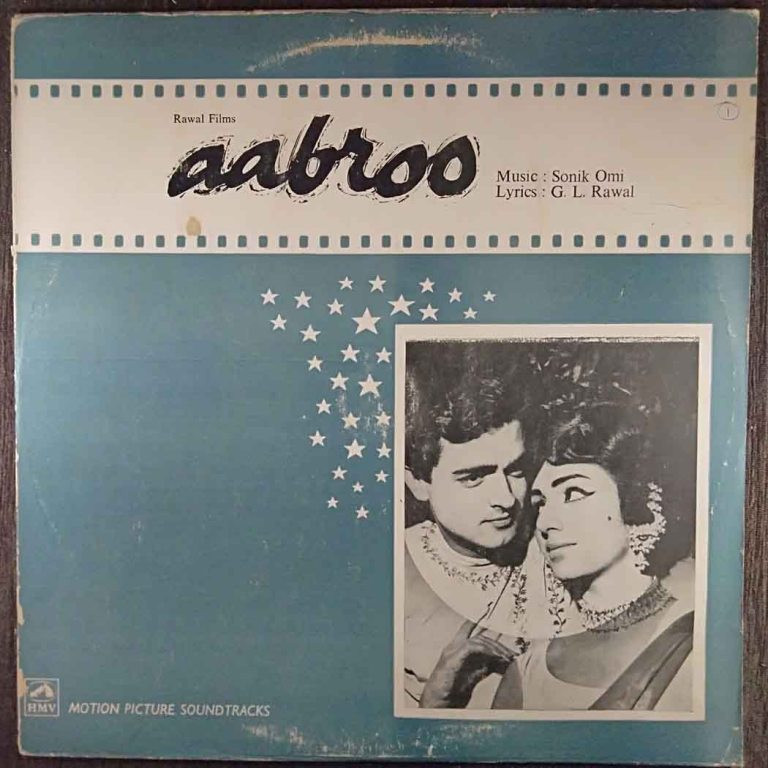 Rawal Films
aabroo
Music : Sonik Omi
Lyrics : G. L. Rawal
1
HMV
MOTION PICTURE SOUNDTRACKS